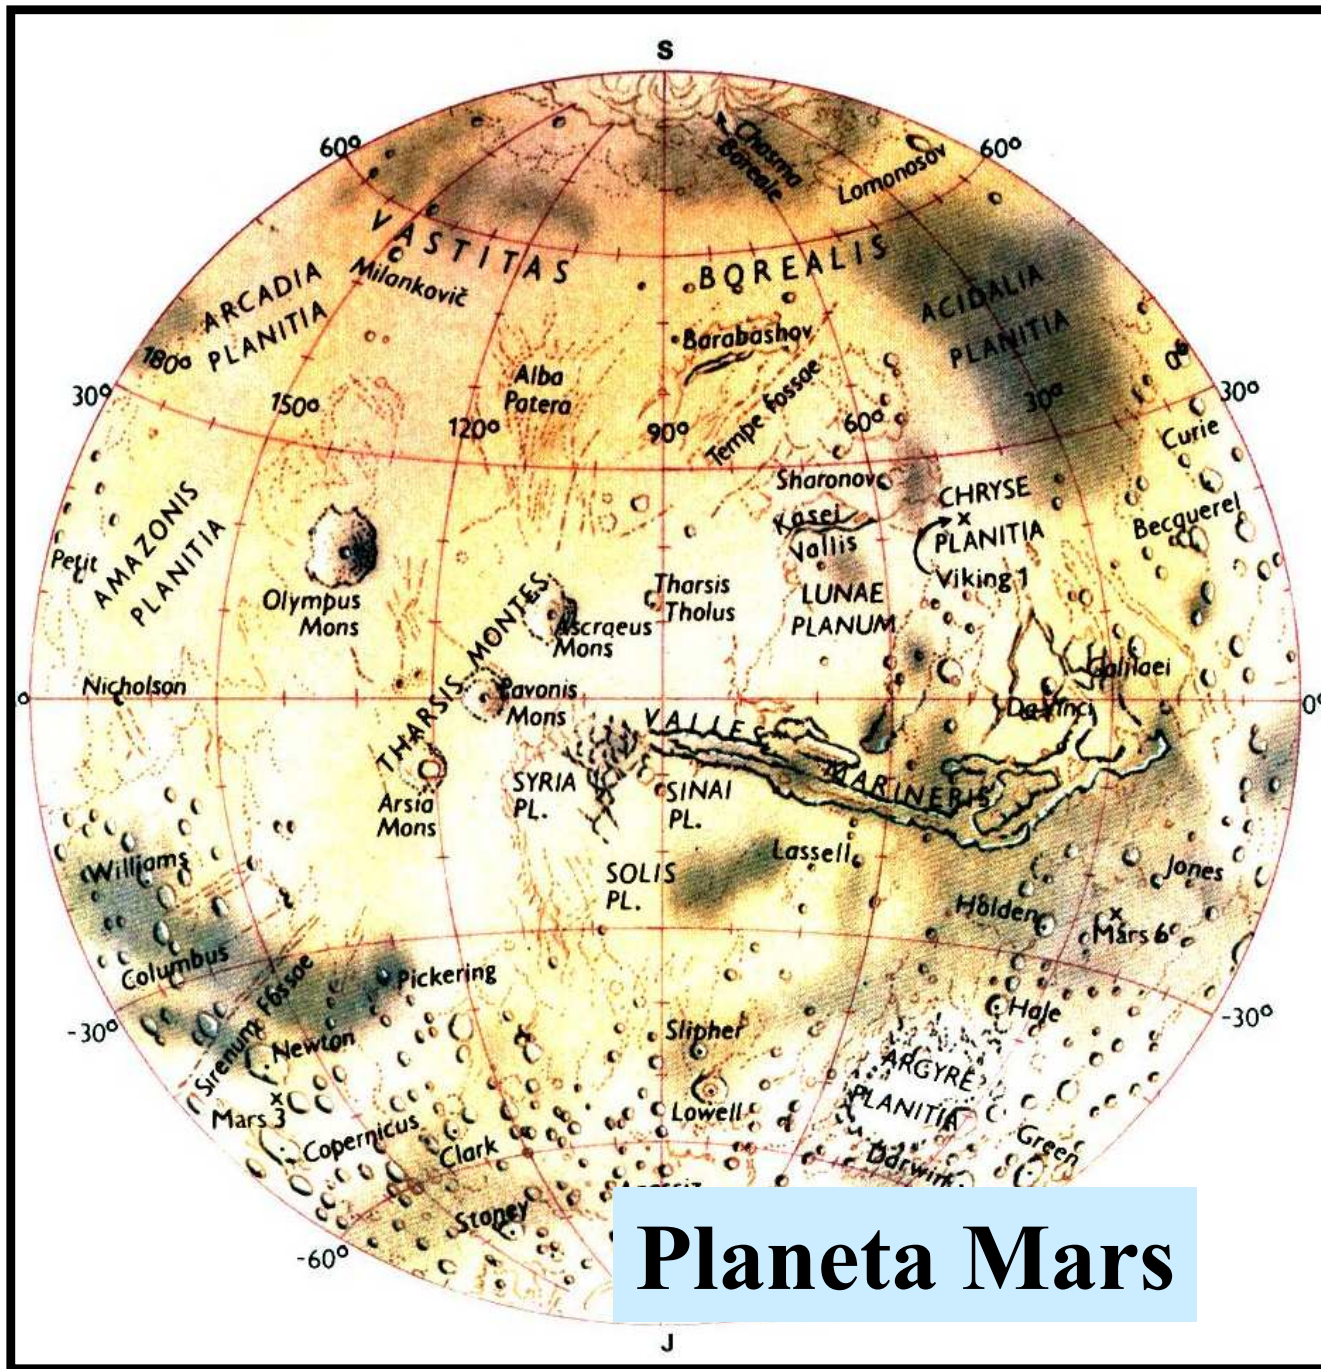 S
Chasma
Boreale
Lomonosov
60°
60°
VASTITAS
BOREALIS
Milankovič
ARCADIA
PLANITIA
ACIDALIA
PLANITIA
Barabashov
180°
0°
30°
30°
Alba
Patera
Tempe Fossae
150°
120°
90°
60°
30°
Curie
Sharonov
CHRYSE
PLANITIA
Becquerel
Kasei
Vallis
Viking 1
AMAZONIS
PLANITIA
Petit
Olympus
Mons
Tharsis
Tholus
LUNAE
PLANUM
THARSIS MONTES
Ascraeus
Mons
Galilaei
Nicholson
Pavonis
Mons
Da Vinci
0°
VALLES
MARINERIS
Arsia
Mons
SYRIA
PL.
SINAI
PL.
Lassell
SOLIS
PL.
Williams
Jones
Holden
Mars 6
Columbus
Pickering
Sirenum Fossae
-30°
-30°
Newton
Hale
Slipher
ARGYRE
PLANITIA
Mars 3
Lowell
Copernicus
Clark
Green
Darwin
Stoney
-60°
Planeta Mars
J